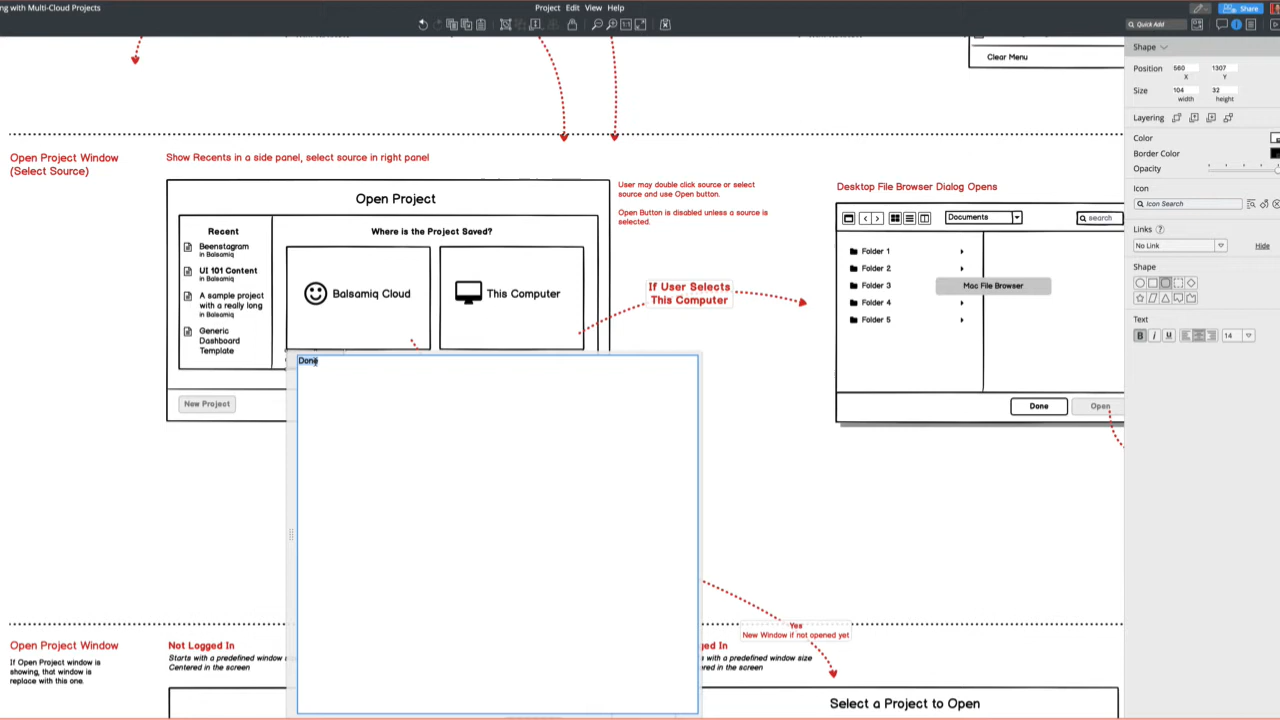 ng with Multi-Cloud Projects
Project Edit View Help
Share
Quick Add
Clear Menu
Shape
Position 560 1307
X Y
Size 104 32
width height
Layering
Color
Border Color
Opacity
Icon
Icon Search
Links ?
No Link Hide
Shape
Text
B I U 14
Open Project Window
(Select Source)
Show Recents in a side panel, select source in right panel
Open Project
Recent
Beenstagram
in Balsamiq
UI 101 Content
in Balsamiq
A sample project
with a really long
in Balsamiq
Generic
Dashboard
Template
Where is the Project Saved?
Balsamiq Cloud
This Computer
New Project
User may double click source or select
source and use Open button.
Open Button is disabled unless a source is
selected.
If User Selects
This Computer
Desktop File Browser Dialog Opens
Documents
search
Folder 1
Folder 2
Folder 3
Folder 4
Folder 5
Mac File Browser
Done
Open
Done
Yes
New Window if not opened yet
Open Project Window
If Open Project window is
showing, that window is
replace with this one.
Not Logged In
Starts with a predefined window
Centered in the screen
ged In
s with a predefined window size
red in the screen
Select a Project to Open